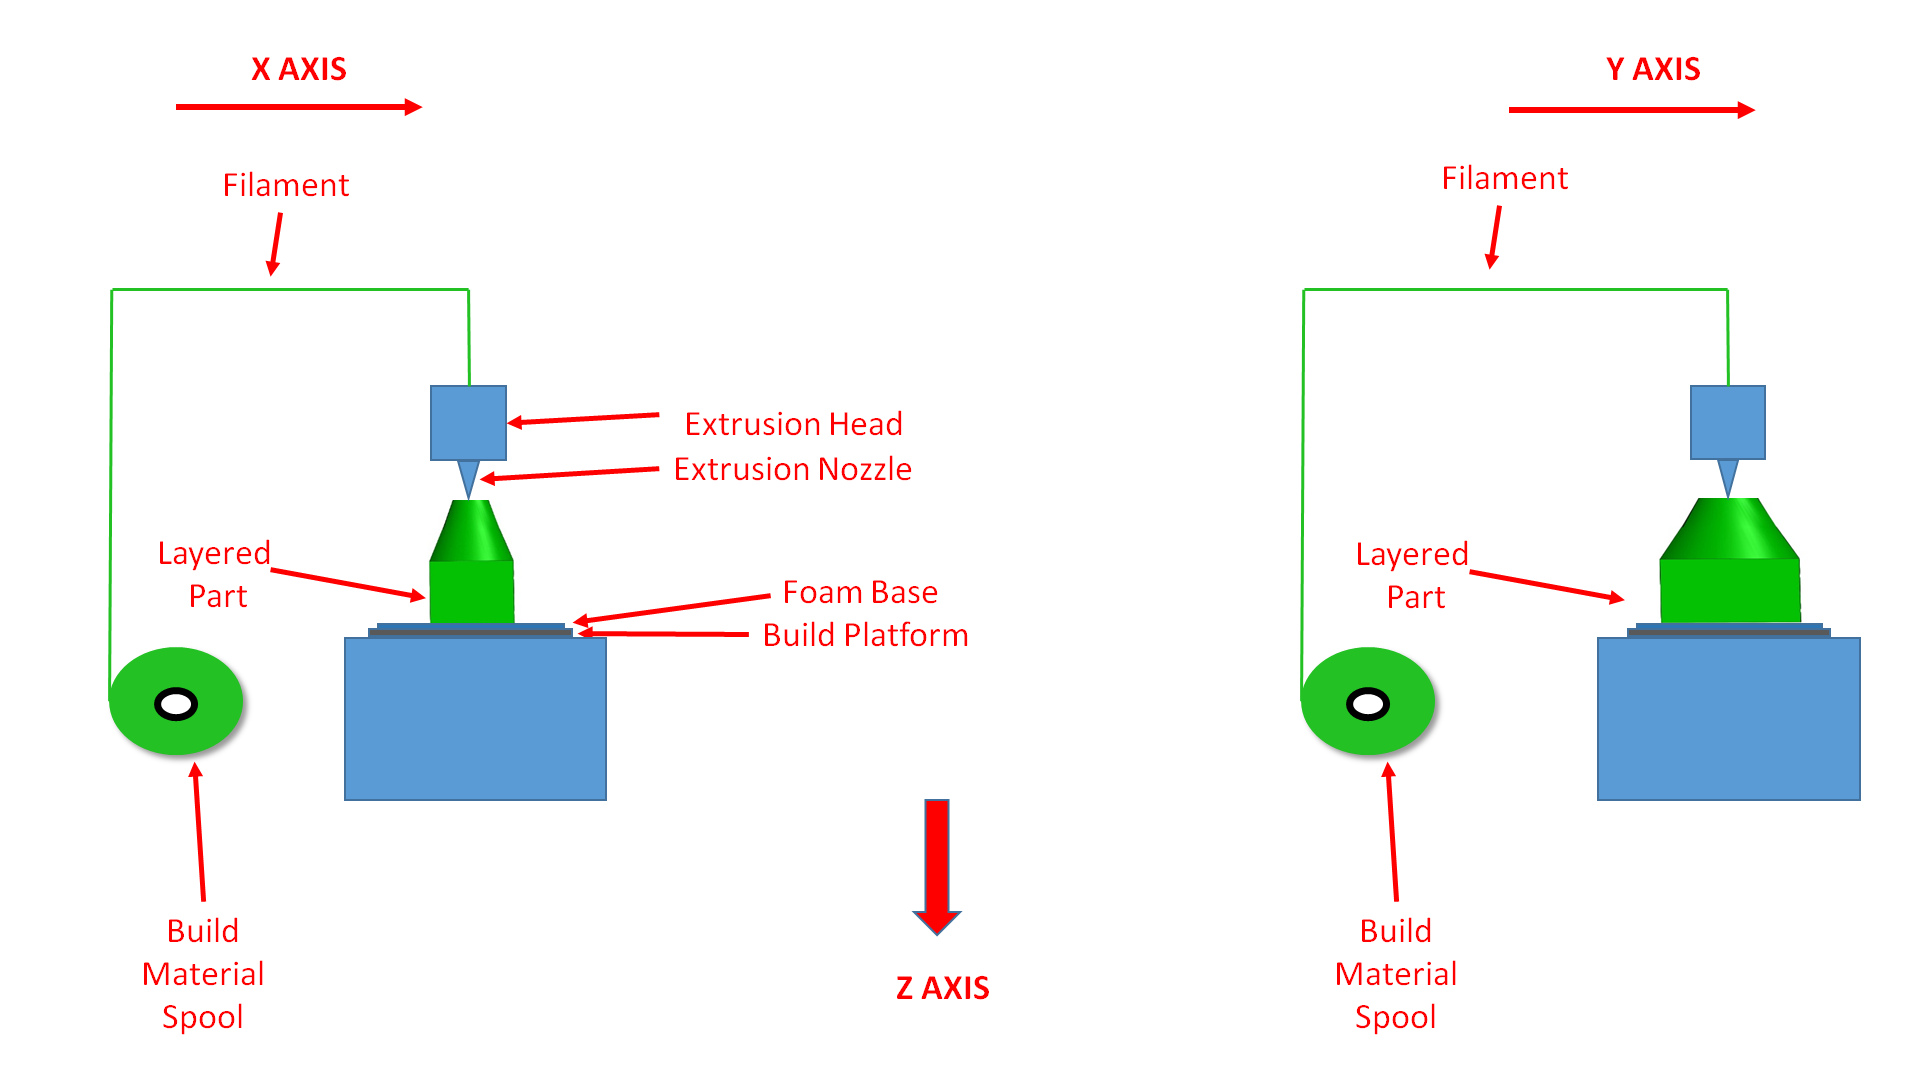 X AXIS
Filament
Extrusion Head
Extrusion Nozzle
Layered
Part
Foam Base
Build Platform
Build
Material
Spool
Z AXIS
Y AXIS
Filament
Layered
Part
Build
Material
Spool